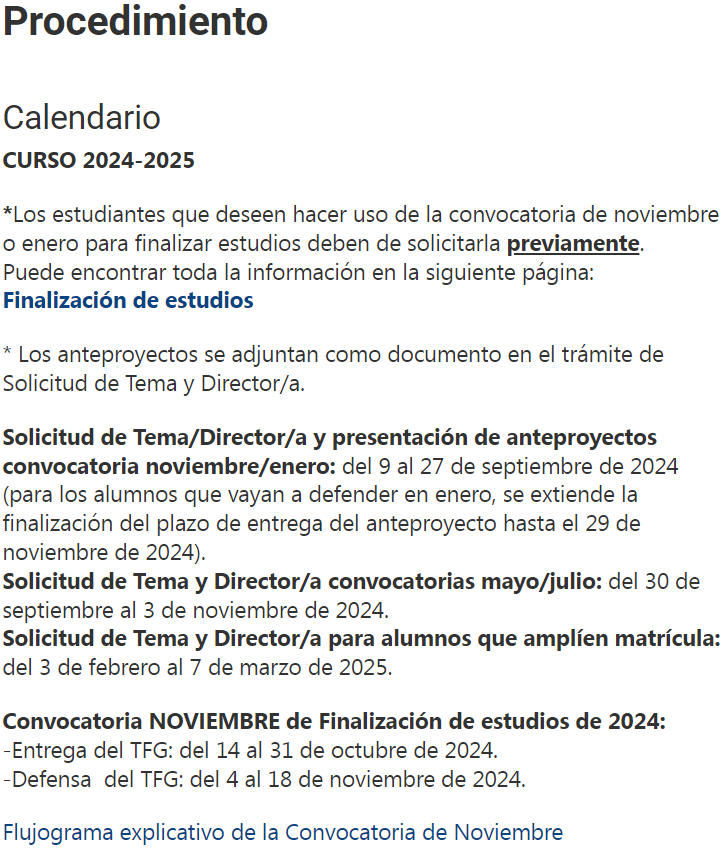 Procedimiento
Calendario
CURSO 2024-2025
*Los estudiantes que deseen hacer uso de la convocatoria de noviembre
o enero para finalizar estudios deben de solicitarla previamente.
Puede encontrar toda la información en la siguiente página:
Finalización de estudios
* Los anteproyectos se adjuntan como documento en el trámite de
Solicitud de Tema y Director/a.
Solicitud de Tema/Director/a y presentación de anteproyectos
convocatoria noviembre/enero: del 9 al 27 de septiembre de 2024
(para los alumnos que vayan a defender en enero, se extiende la
finalización del plazo de entrega del anteproyecto hasta el 29 de
noviembre de 2024).
Solicitud de Tema y Director/a convocatorias mayo/julio: del 30 de
septiembre al 3 de noviembre de 2024.
Solicitud de Tema y Director/a para alumnos que amplíen matrícula:
del 3 de febrero al 7 de marzo de 2025.
Convocatoria NOVIEMBRE de Finalización de estudios de 2024:
-Entrega del TFG: del 14 al 31 de octubre de 2024.
-Defensa  del TFG: del 4 al 18 de noviembre de 2024.
Flujograma explicativo de la Convocatoria de Noviembre